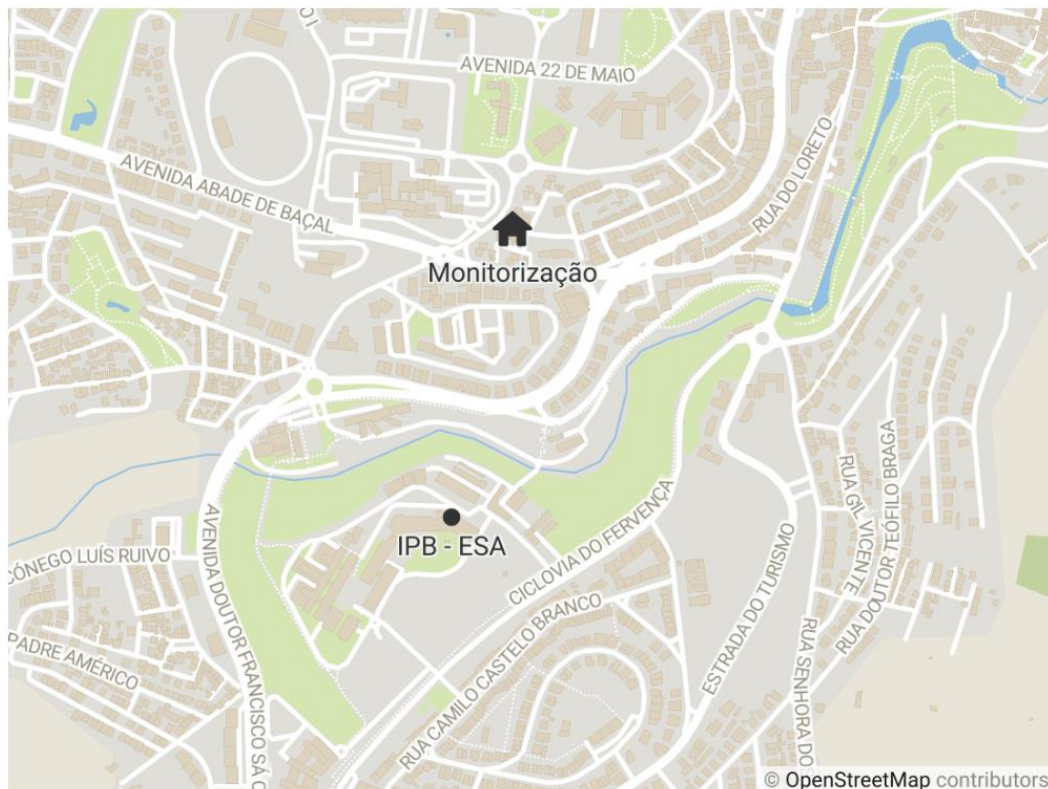 O I
AVENIDA 22 DE MAIO
AVENIDA ABADE DE BAÇAL
RUA DO LORETO
Monitorização
IPB - ESA
CÓNEGO LUÍS RUIVO
PADRE AMÉRICO
AVENIDA DOUTOR FRANCISCO SÁ C
CICLOVIA DO FERVENÇA
RUA CAMILO CASTELO BRANCO
ESTRADA DO TURISMO
RUA SENHORA DO S
RUA GIL VICENTE
RUA DOUTOR TEÓFILO BRAGA
© OpenStreetMap contributors